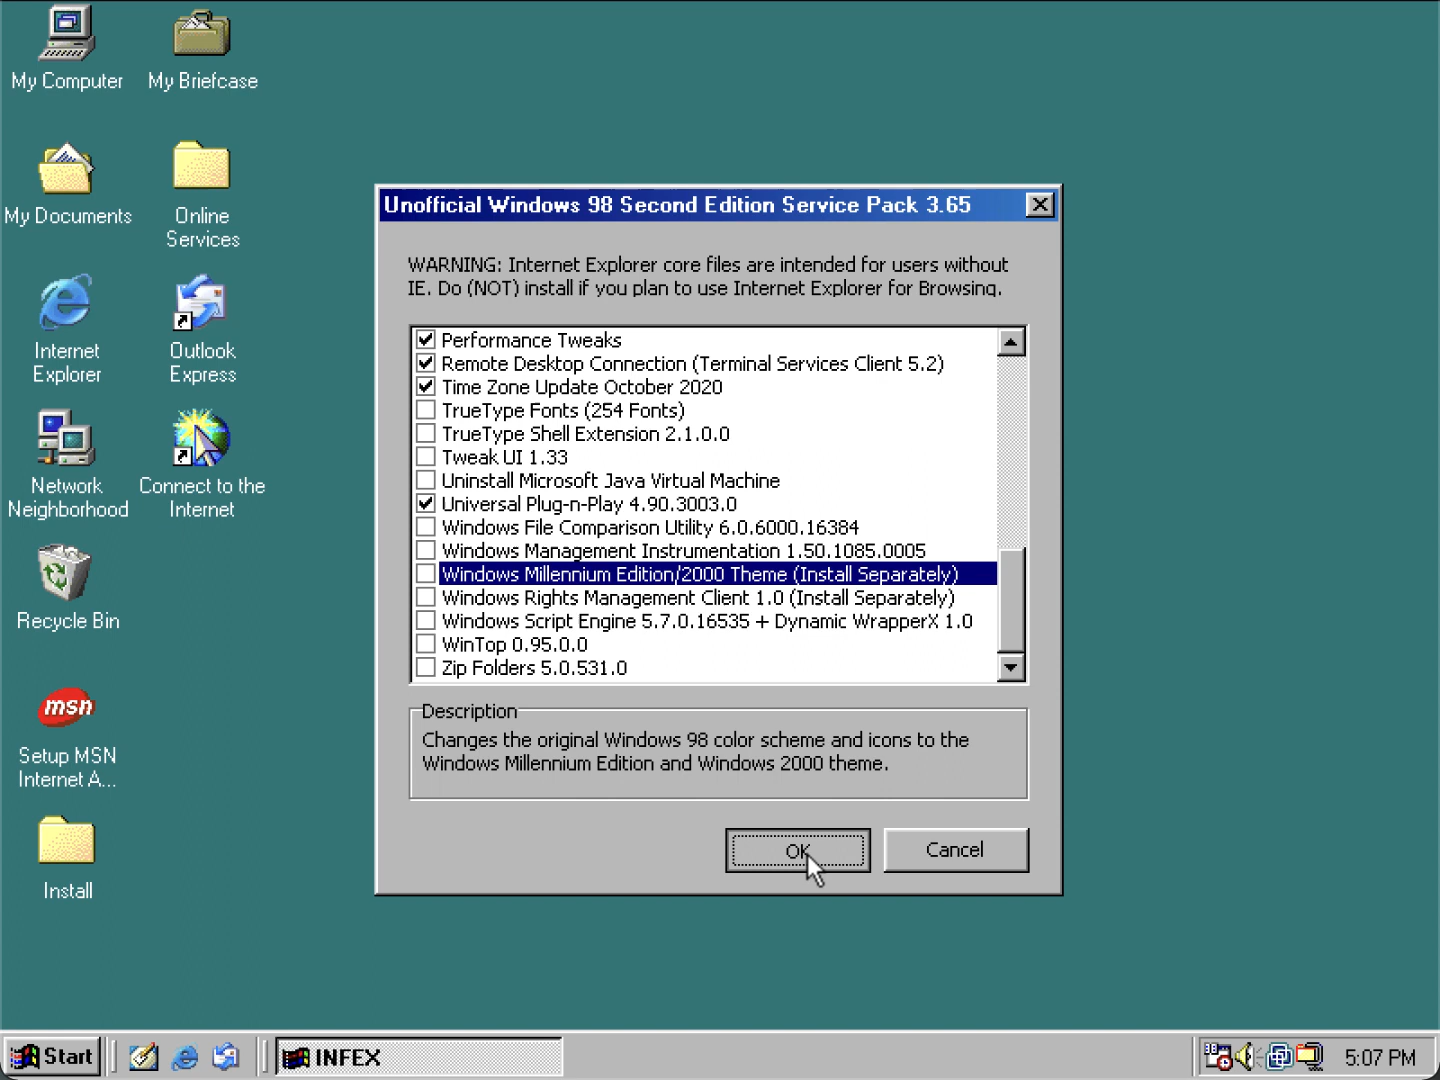 My Computer
My Briefcase
My Documents
Online
Services
Internet
Explorer
Outlook
Express
Network
Neighborhood
Connect to the
Internet
Recycle Bin
msn
Setup MSN
Internet A...
Install
Unofficial Windows 98 Second Edition Service Pack 3.65
WARNING: Internet Explorer core files are intended for users without
IE. Do (NOT) install if you plan to use Internet Explorer for Browsing.
Performance Tweaks
Remote Desktop Connection (Terminal Services Client 5.2)
Time Zone Update October 2020
TrueType Fonts (254 Fonts)
TrueType Shell Extension 2.1.0.0
Tweak UI 1.33
Uninstall Microsoft Java Virtual Machine
Universal Plug-n-Play 4.90.3003.0
Windows File Comparison Utility 6.0.6000.16384
Windows Management Instrumentation 1.50.1085.0005
Windows Millennium Edition/2000 Theme (Install Separately)
Windows Rights Management Client 1.0 (Install Separately)
Windows Script Engine 5.7.0.16535 + Dynamic WrapperX 1.0
WinTop 0.95.0.0
Zip Folders 5.0.531.0
Description
Changes the original Windows 98 color scheme and icons to the
Windows Millennium Edition and Windows 2000 theme.
OK
Cancel
Start
INFEX
5:07 PM